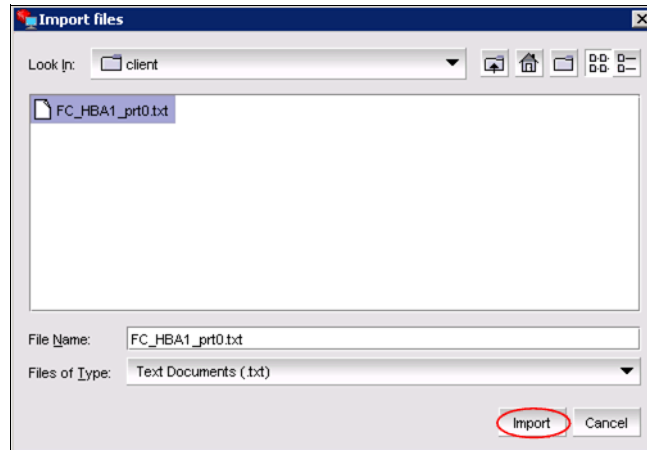 Import files
Look In: client
FC_HBA1_prt0.txt
File Name: FC_HBA1_prt0.txt
Files of Type: Text Documents (.txt)
Import Cancel